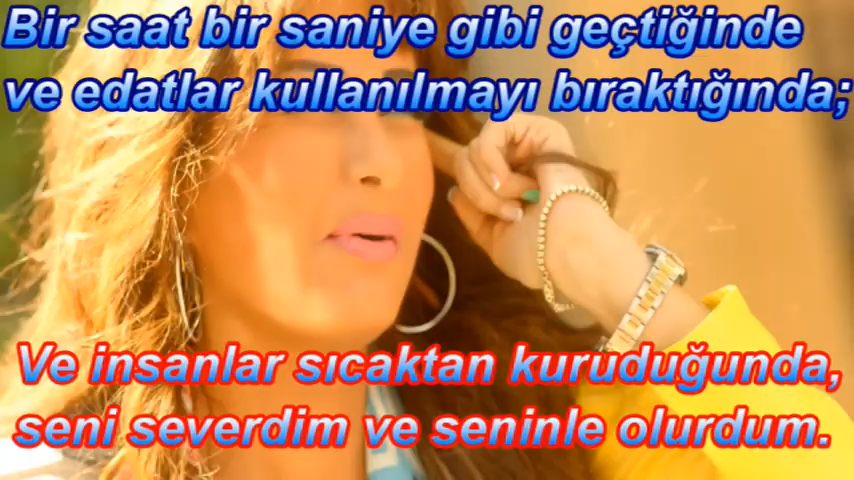 Bir saat bir saniye gibi geçtiğinde
ve edatlar kullanılmayı bıraktığında;
Ve insanlar sıcaktan kuruduğunda,
seni severdim ve seninle olurdum.